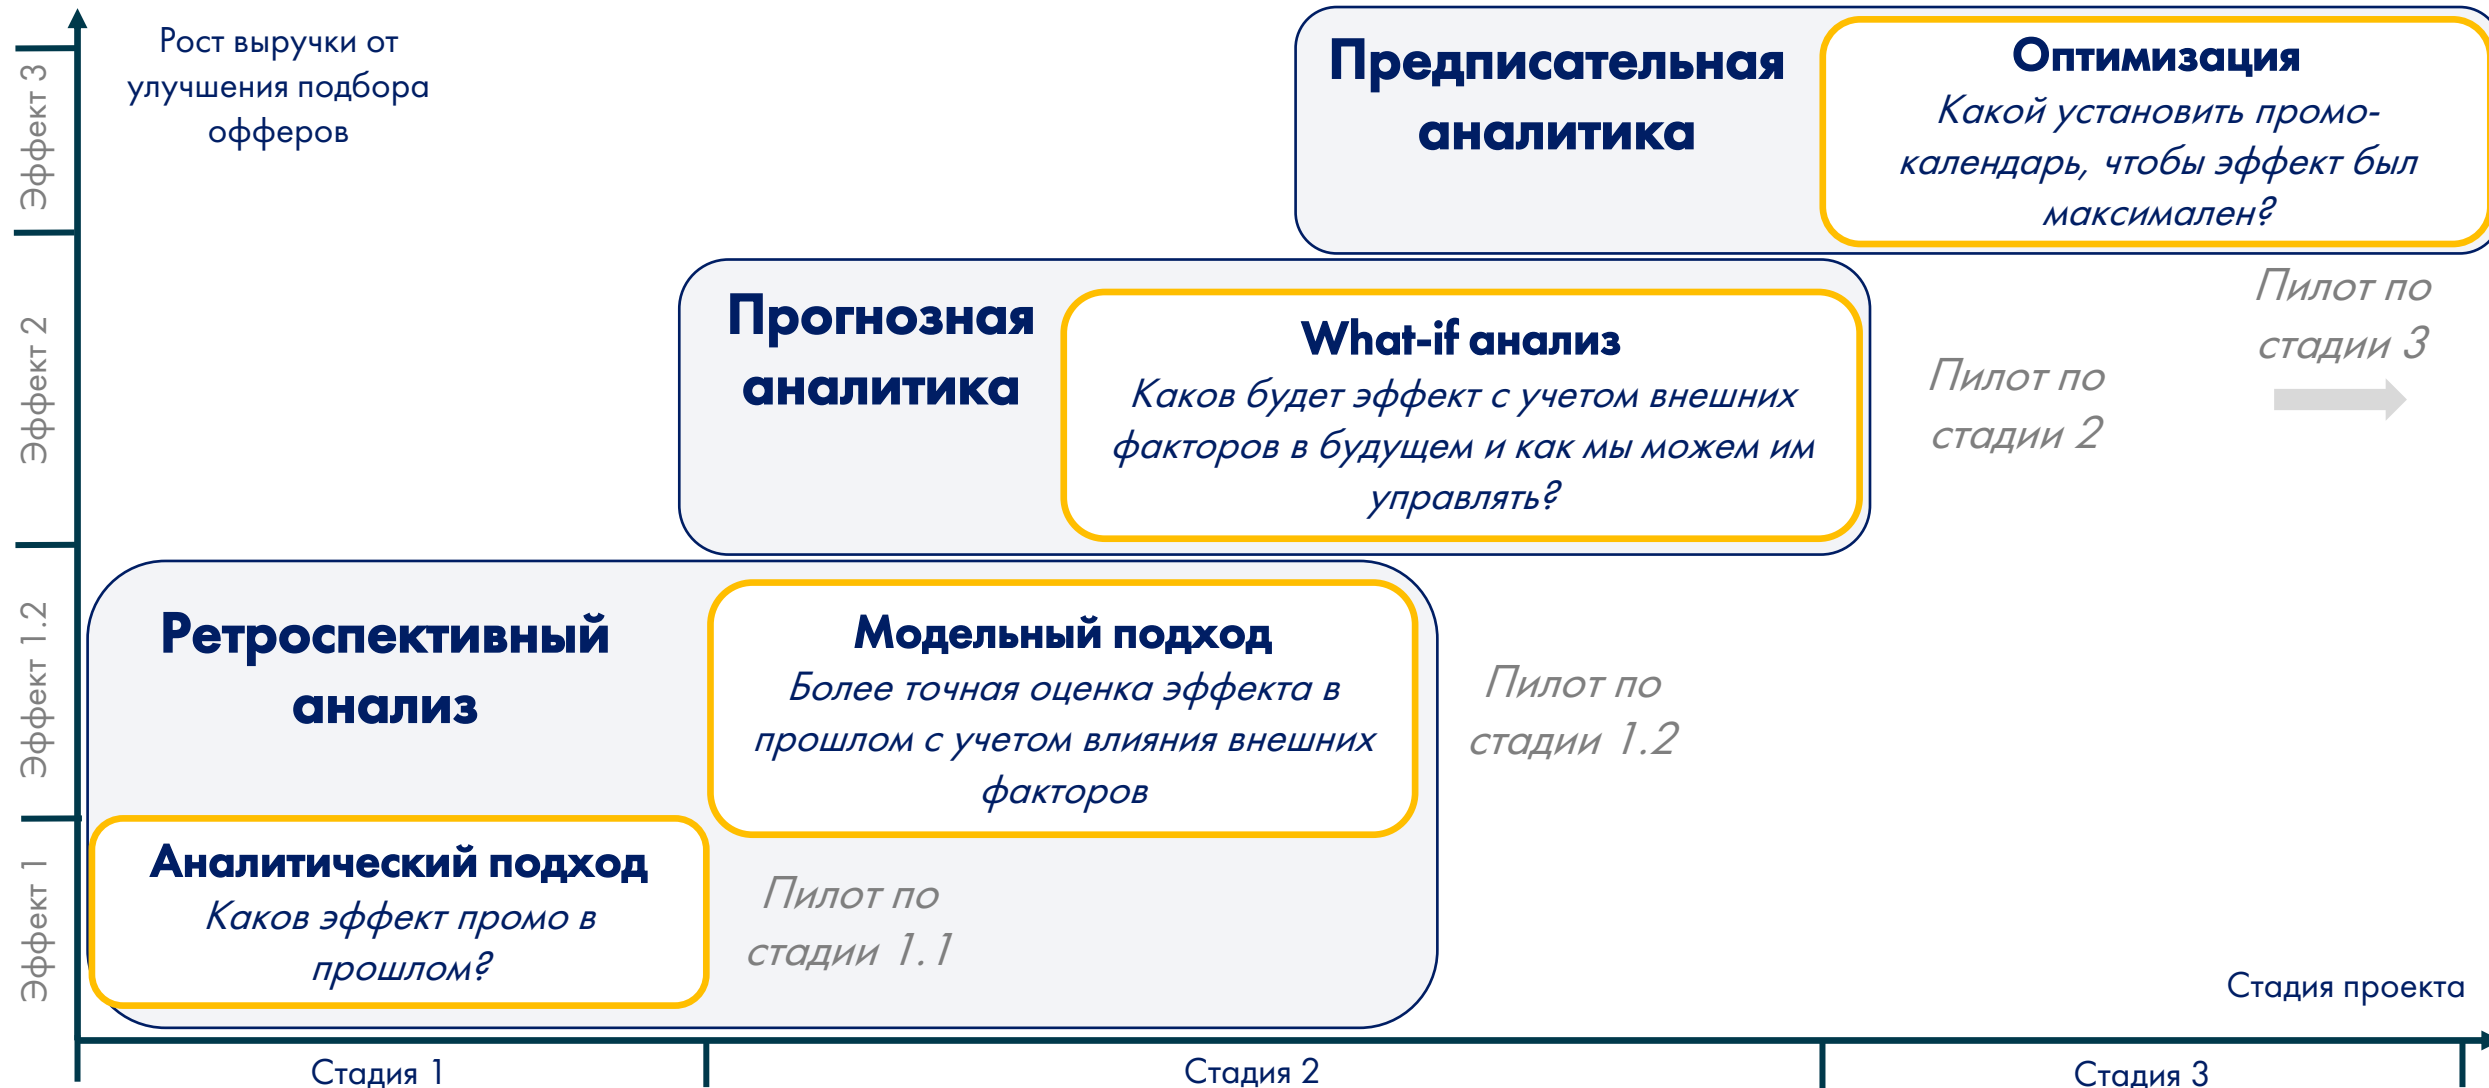 Рост выручки от
улучшения подбора
офферов
Эффект 3
Эффект 2
Эффект 1.2
Эффект 1
Предписательная
аналитика
Оптимизация
Какой установить промо-
календарь, чтобы эффект был
максимален?
Прогнозная
аналитика
What-if анализ
Каков будет эффект с учетом внешних
факторов в будущем и как мы можем им
управлять?
Пилот по
стадии 2
Пилот по
стадии 3
Ретроспективный
анализ
Модельный подход
Более точная оценка эффекта в
прошлом с учетом влияния внешних
факторов
Пилот по
стадии 1.2
Аналитический подход
Каков эффект промо в
прошлом?
Пилот по
стадии 1.1
Стадия проекта
Стадия 1
Стадия 2
Стадия 3